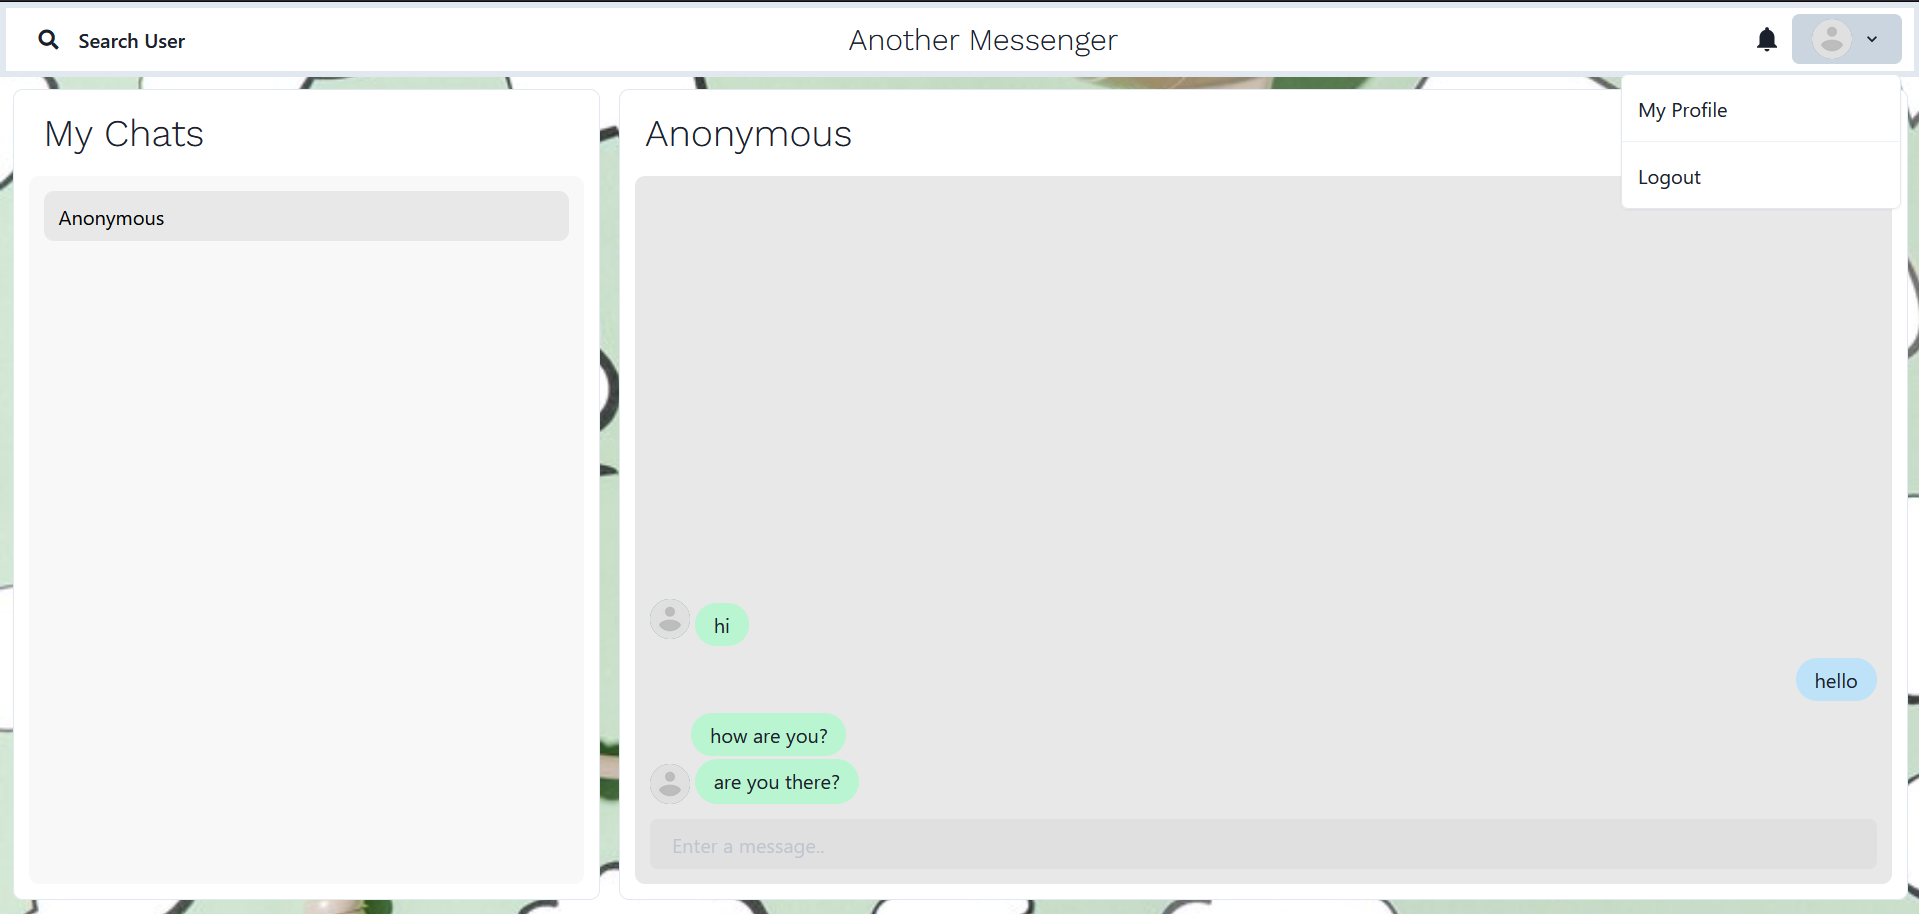 Search User
Another Messenger
My Profile
Logout
My Chats
Anonymous
Anonymous
hi
hello
how are you?
are you there?
Enter a message..